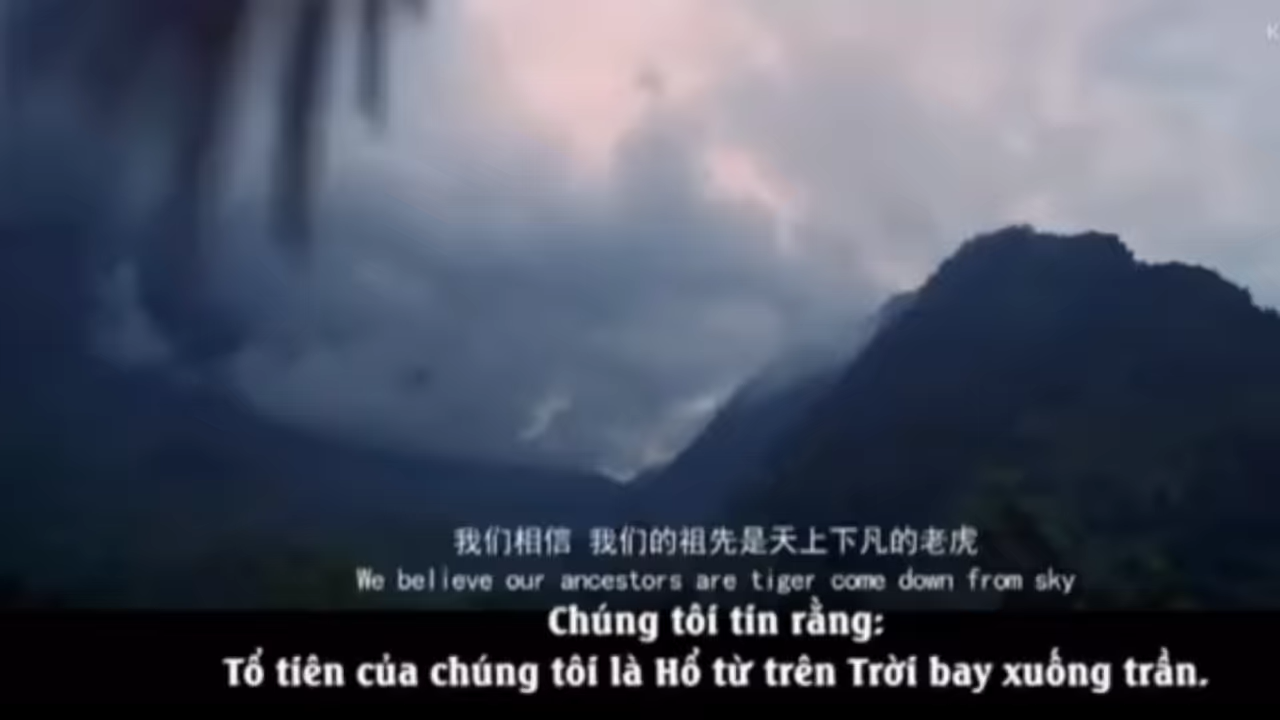 K
我们相信 我们的祖先是天上下凡的老虎
We believe our ancestors are tiger come down from sky
Chúng tôi tin rằng:
Tổ tiên của chúng tôi là Hổ từ trên Trời bay xuống trần.